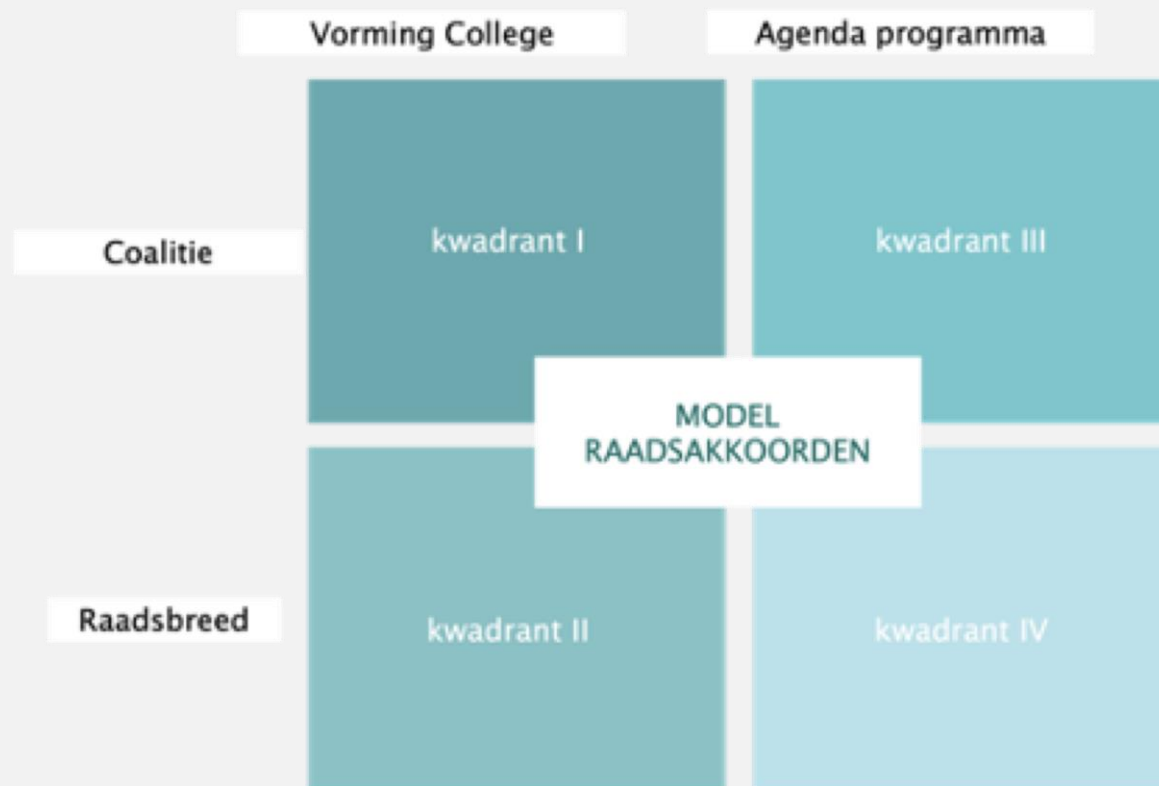 Vorming College
Agenda programma
Coalitie
kwadrant I
kwadrant III
MODEL
RAADSAKKOORDEN
Raadsbreed
kwadrant II
kwadrant IV